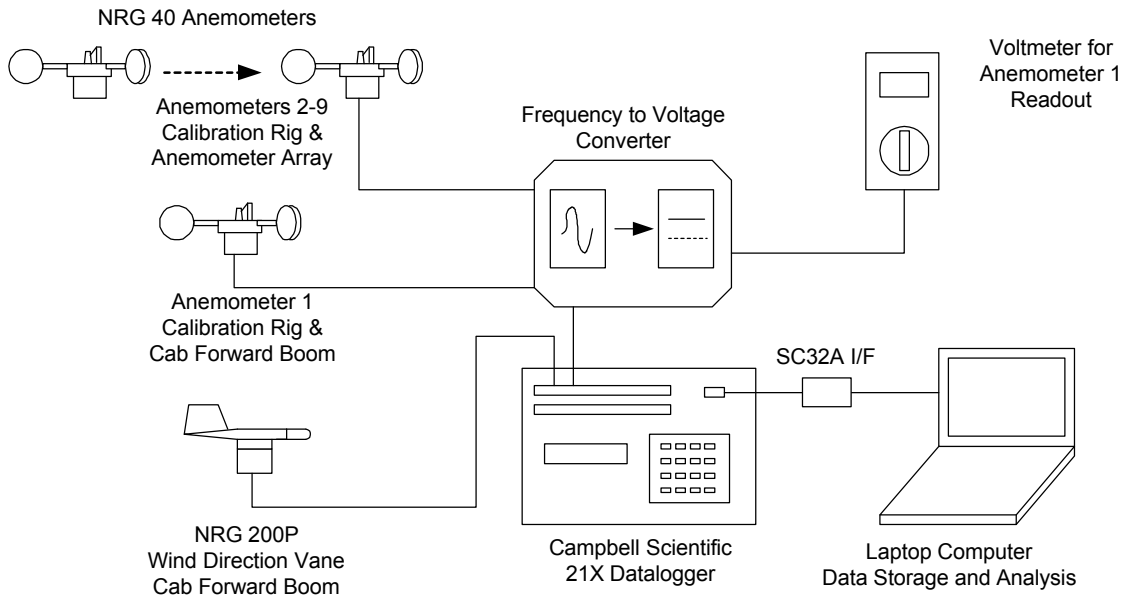 NRG 40 Anemometers
Anemometers 2-9
Calibration Rig &
Anemometer Array
Frequency to Voltage
Converter
Voltmeter for
Anemometer 1
Readout
Anemometer 1
Calibration Rig &
Cab Forward Boom
SC32A I/F
NRG 200P
Wind Direction Vane
Cab Forward Boom
Campbell Scientific
21X Datalogger
Laptop Computer
Data Storage and Analysis